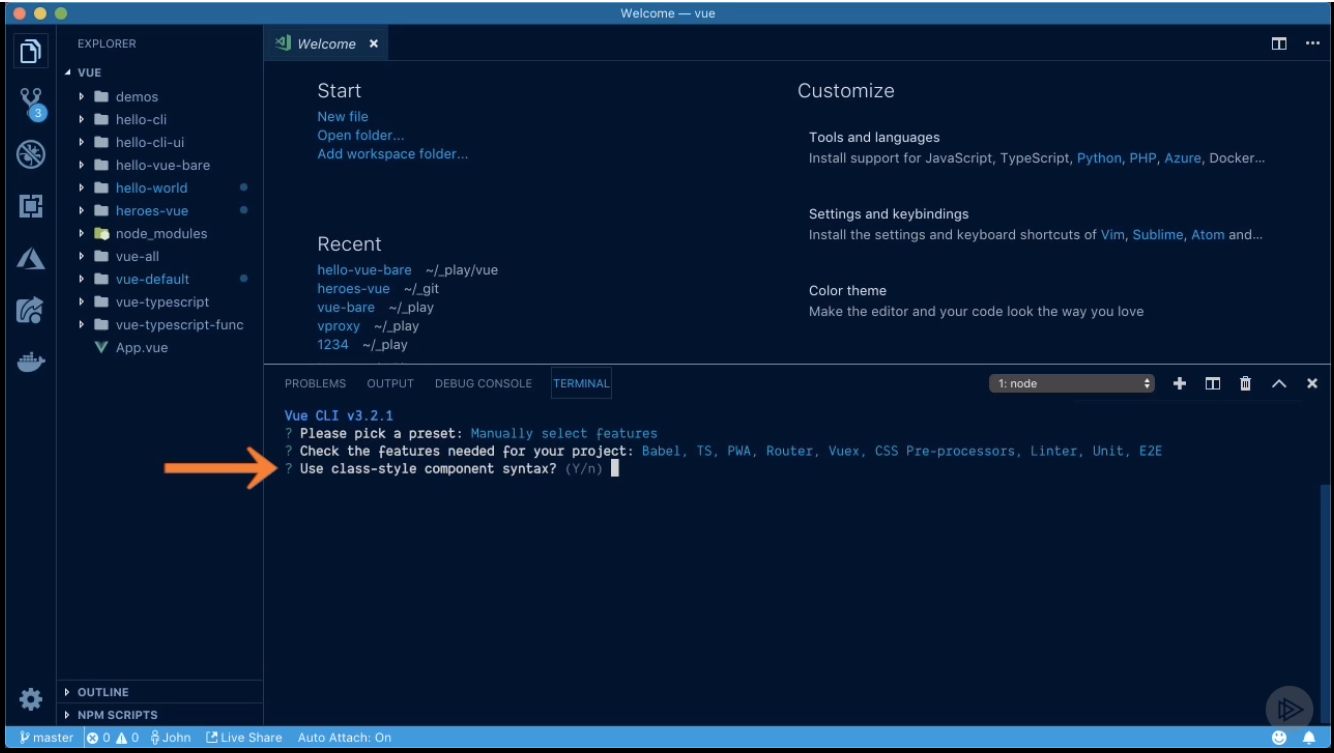 Welcome — vue
EXPLORER
VUE
demos
hello-cli
hello-cli-ui
hello-vue-bare
hello-world
heroes-vue
node_modules
vue-all
vue-default
vue-typescript
vue-typescript-func
App.vue
OUTLINE
NPM SCRIPTS
3
Welcome
Start
New file
Open folder...
Add workspace folder...
Recent
hello-vue-bare ~/_play/vue
heroes-vue ~/_git
vue-bare ~/_play
vproxy ~/_play
1234 ~/_play
Customize
Tools and languages
Install support for JavaScript, TypeScript, Python, PHP, Azure, Docker...
Settings and keybindings
Install the settings and keyboard shortcuts of Vim, Sublime, Atom and...
Color theme
Make the editor and your code look the way you love
PROBLEMS OUTPUT DEBUG CONSOLE TERMINAL 1: node
Vue CLI v3.2.1
? Please pick a preset: Manually select features
? Check the features needed for your project: Babel, TS, PWA, Router, Vuex, CSS Pre-processors, Linter, Unit, E2E
? Use class-style component syntax? (Y/n)
master 0 0 John Live Share Auto Attach: On